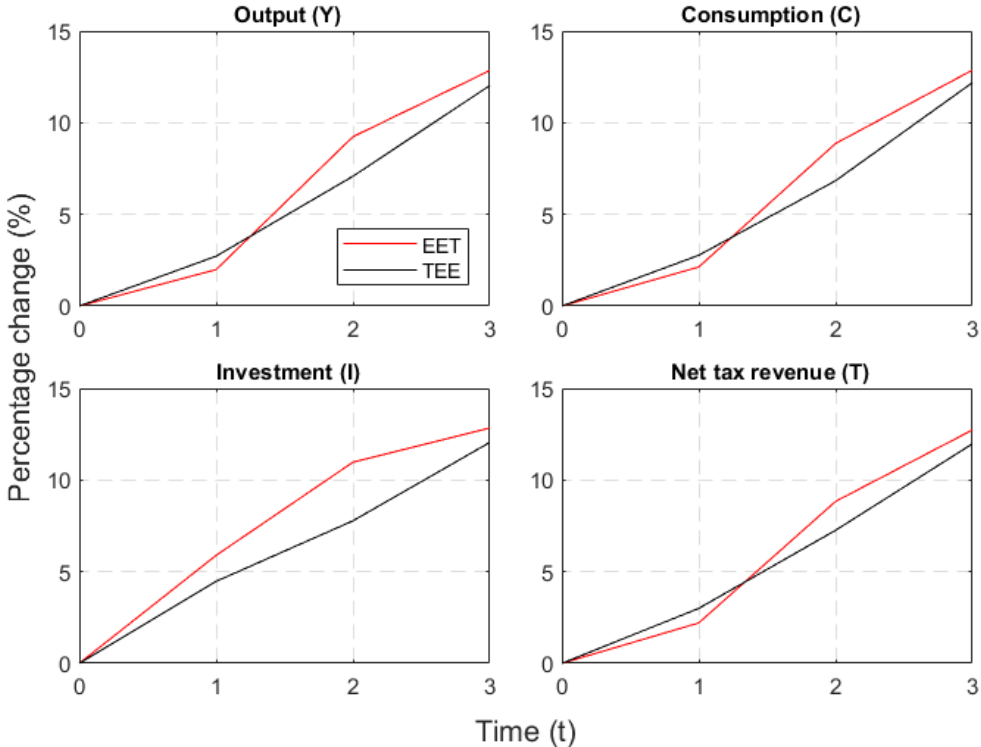 Output (Y)
Consumption (C)
Percentage change (%)
15
10
5
0
0 1 2 3
EET
TEE
15
10
5
0
0 1 2 3
Investment (I)
Net tax revenue (T)
15
10
5
0
0 1 2 3
15
10
5
0
0 1 2 3
Time (t)